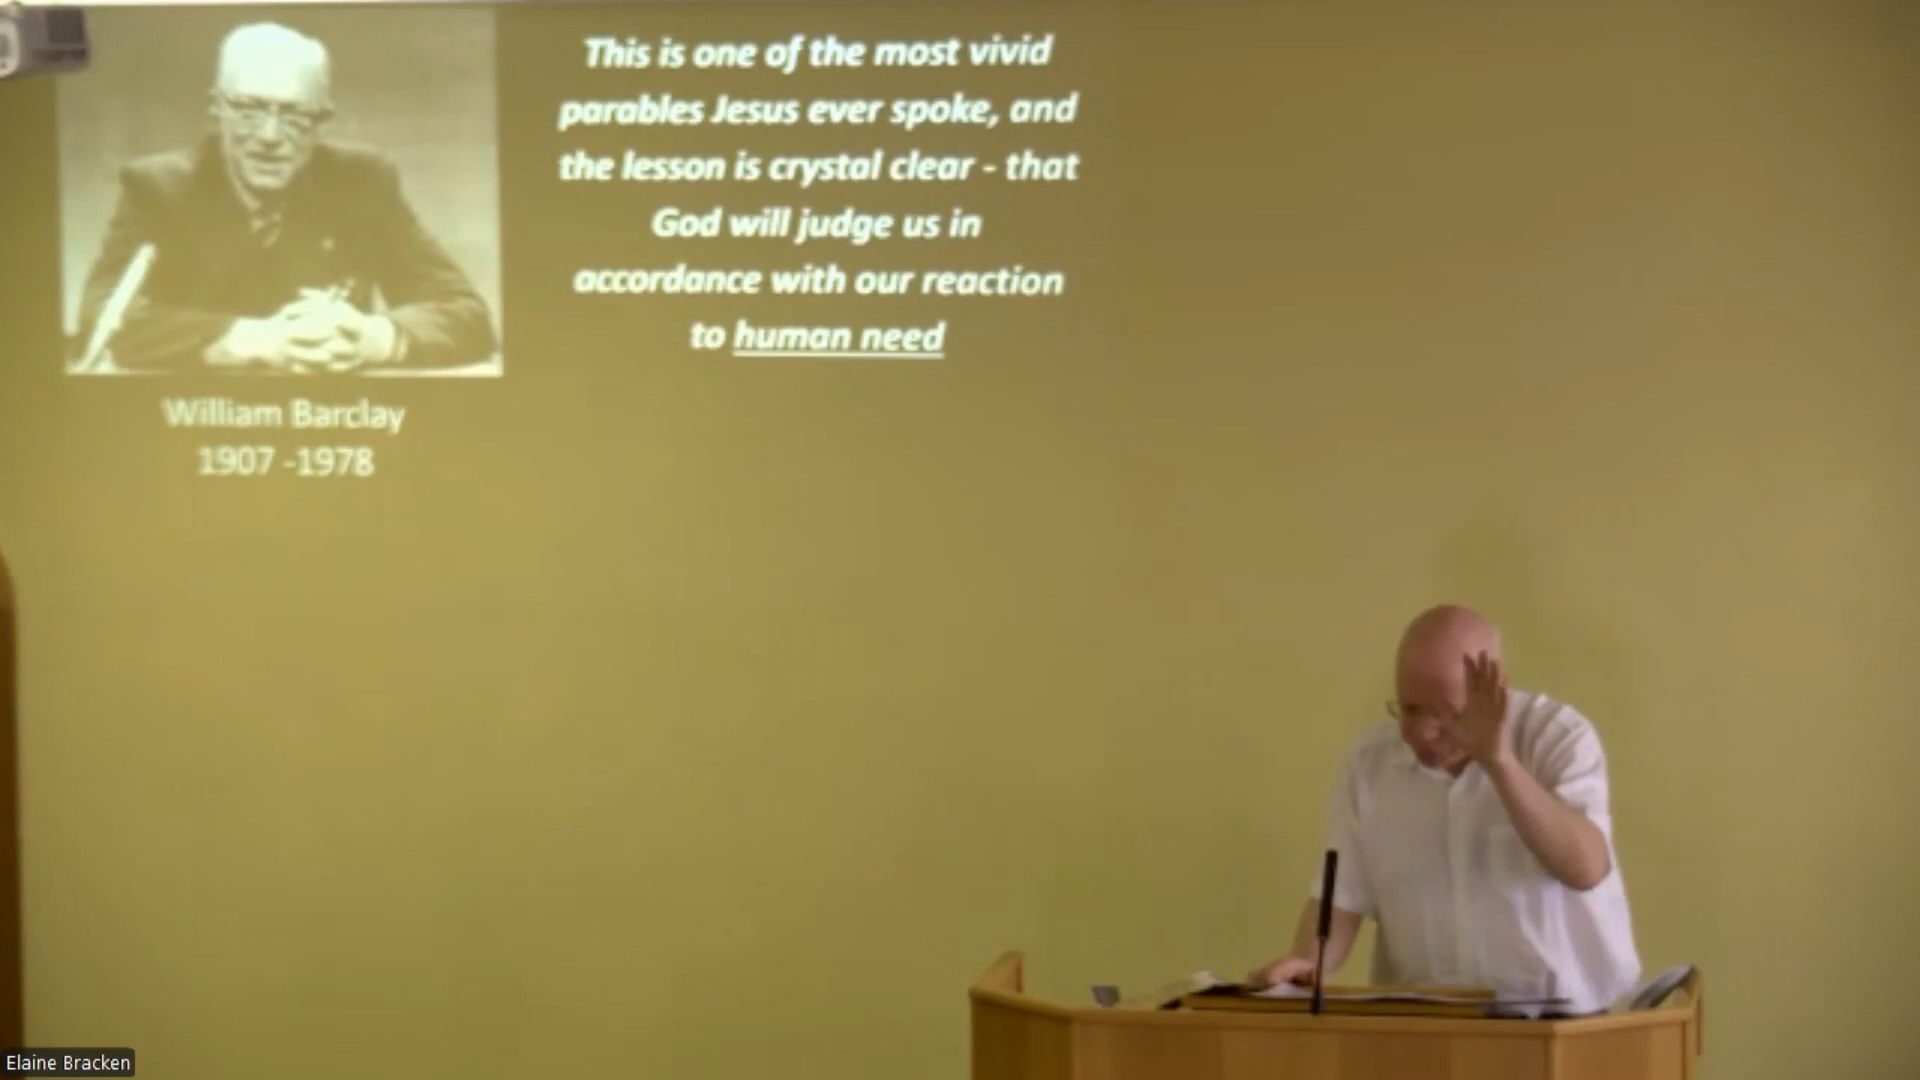 This is one of the most vivid
parables Jesus ever spoke, and
the lesson is crystal clear - that
God will judge us in
accordance with our reaction
to human need
William Barclay
1907 -1978
Elaine Bracken